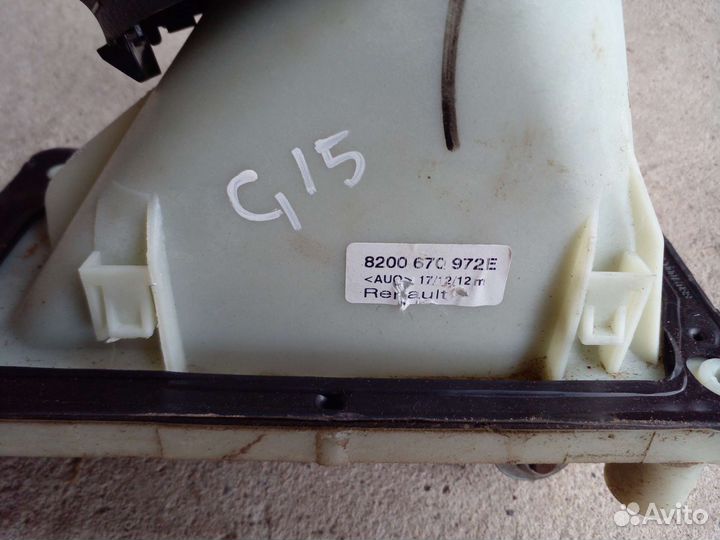 G15
8200 670 972E
<AUO> 17/12/12 m
Renault
Avito